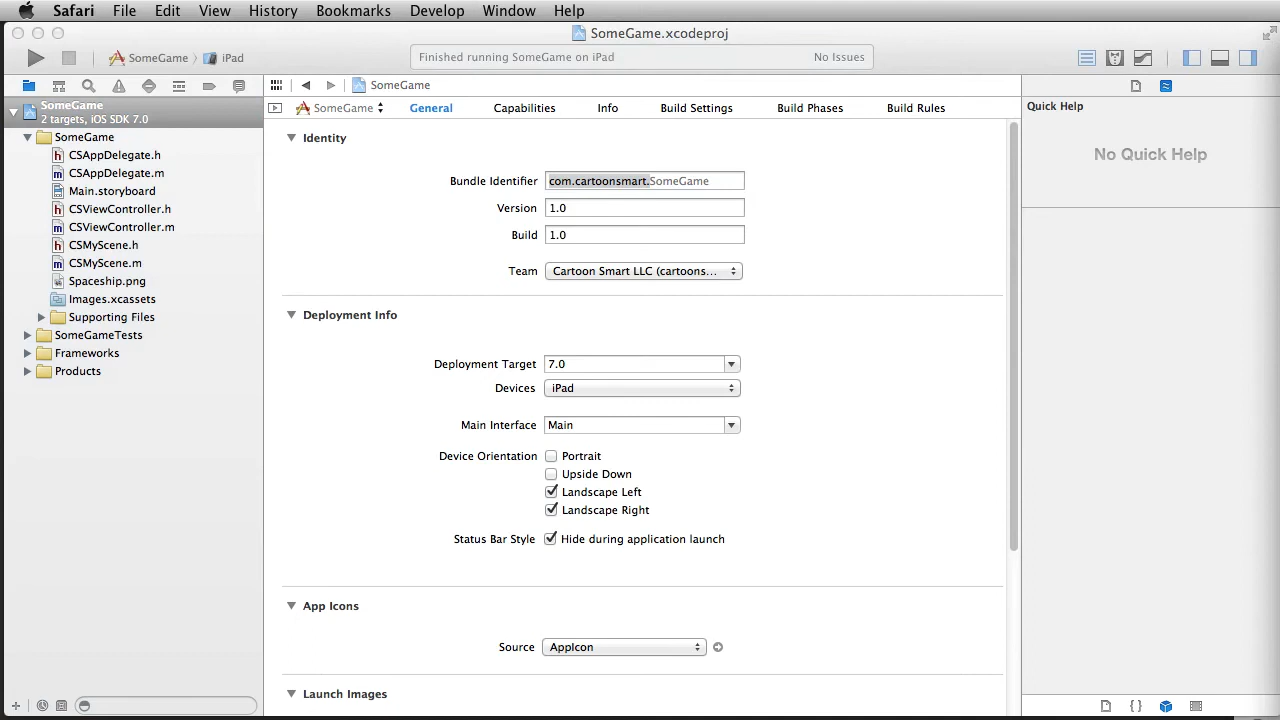 Safari File Edit View History Bookmarks Develop Window Help
SomeGame.xcodeproj
SomeGame iPad
Finished running SomeGame on iPad No Issues
SomeGame
SomeGame General Capabilities Info Build Settings Build Phases Build Rules
SomeGame
2 targets, iOS SDK 7.0
SomeGame
CSAppDelegate.h
CSAppDelegate.m
Main.storyboard
CSViewController.h
CSViewController.m
CSMyScene.h
CSMyScene.m
Spaceship.png
Images.xcassets
Supporting Files
SomeGameTests
Frameworks
Products
Identity
Bundle Identifier com.cartoonsmart.SomeGame
Version 1.0
Build 1.0
Team Cartoon Smart LLC (cartoons...
Deployment Info
Deployment Target 7.0
Devices iPad
Main Interface Main
Device Orientation Portrait
Upside Down
Landscape Left
Landscape Right
Status Bar Style Hide during application launch
App Icons
Source AppIcon
Launch Images
Quick Help
No Quick Help